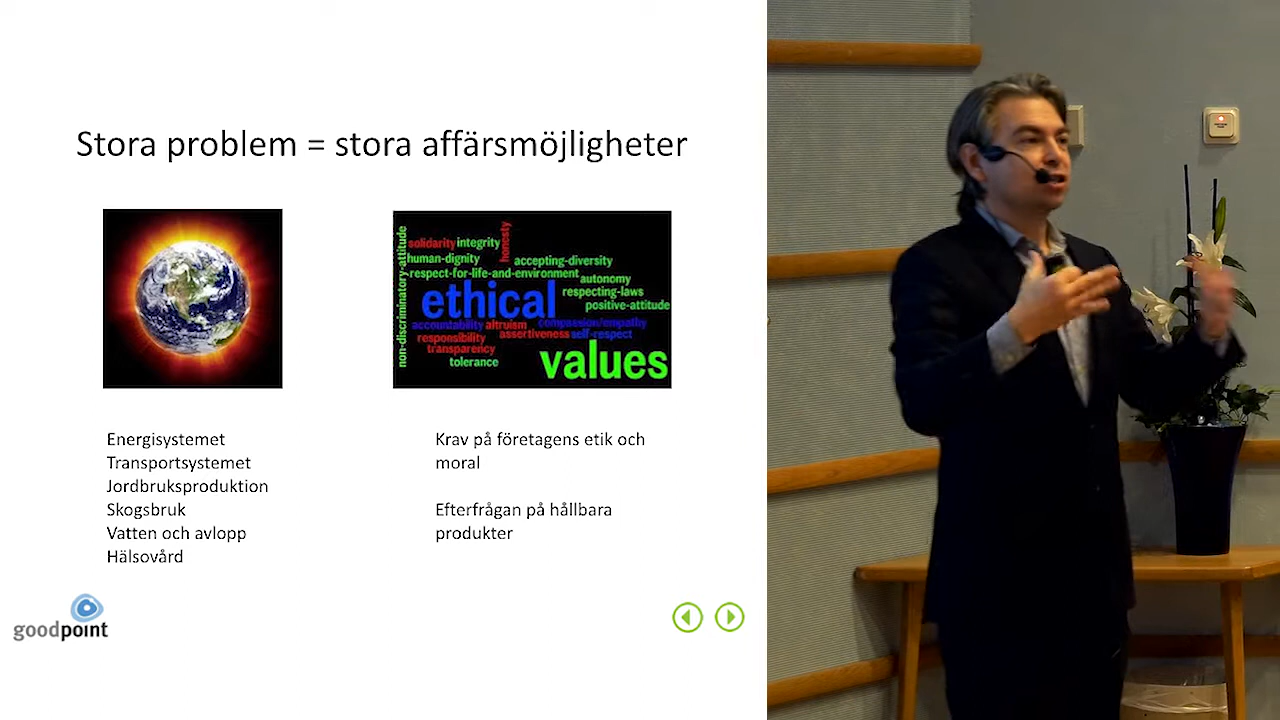 Stora problem = stora affärsmöjligheter
non-discriminatory-attitude
solidarity integrity honesty
human-dignity accepting-diversity
respect-for-life-and-environment autonomy
ethical respecting-laws
positive-attitude
accountability altruism compassion/empathy
responsibility assertiveness self-respect
transparency
tolerance values
Energisystemet
Transportsystemet
Jordbruksproduktion
Skogsbruk
Vatten och avlopp
Hälsovård
Krav på företagens etik och
moral
Efterfrågan på hållbara
produkter
goodpoint